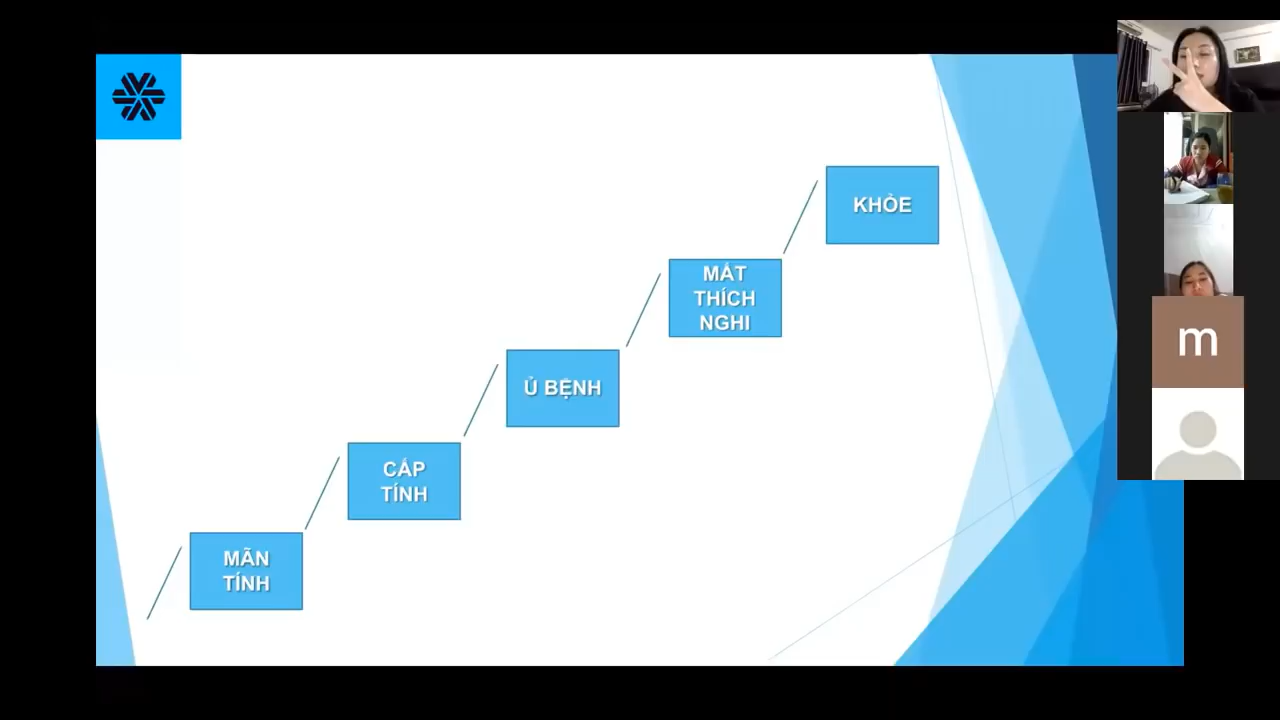 KHỎE
MẤT
THÍCH
NGHI
Ủ BỆNH
CẤP
TÍNH
MÃN
TÍNH
m